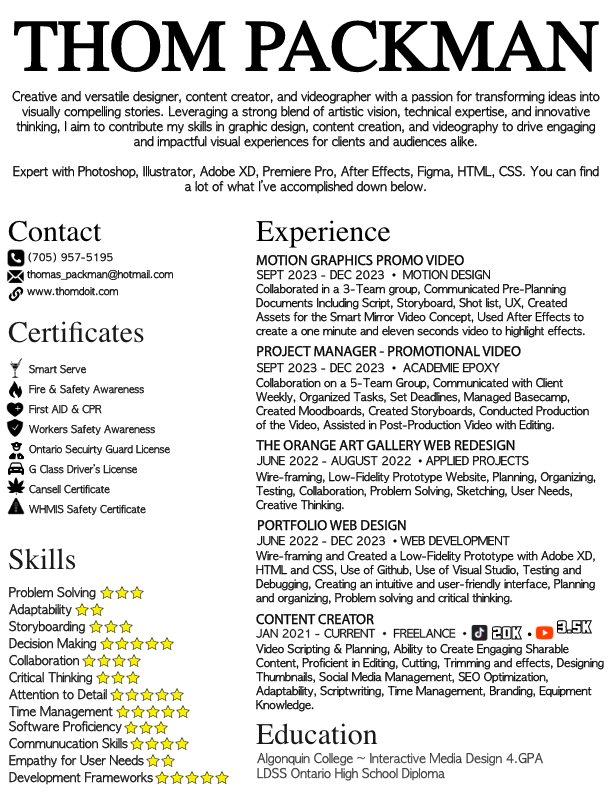 THOM PACKMAN
Creative and versatile designer, content creator, and videographer with a passion for transforming ideas into
visually compelling stories. Leveraging a strong blend of artistic vision, technical expertise, and innovative
thinking, I aim to contribute my skills in graphic design, content creation, and videography to drive engaging
and impactful visual experiences for clients and audiences alike.
Expert with Photoshop, Illustrator, Adobe XD, Premiere Pro, After Effects, Figma, HTML, CSS. You can find
a lot of what I've accomplished down below.
Contact
(705) 957-5195
thomas_packman@hotmail.com
www.thomdoit.com
Certificates
Smart Serve
Fire & Safety Awareness
First AID & CPR
Workers Safety Awareness
Ontario Secuirty Guard License
G Class Driver's License
Cansell Certificate
WHMIS Safety Certificate
Skills
Problem Solving
Adaptability
Storyboarding
Decision Making
Collaboration
Critical Thinking
Attention to Detail
Time Management
Software Proficiency
Communucation Skills
Empathy for User Needs
Development Frameworks
Experience
MOTION GRAPHICS PROMO VIDEO
SEPT 2023 - DEC 2023 • MOTION DESIGN
Collaborated in a 3-Team group, Communicated Pre-Planning
Documents Including Script, Storyboard, Shot list, UX, Created
Assets for the Smart Mirror Video Concept, Used After Effects to
create a one minute and eleven seconds video to highlight effects.
PROJECT MANAGER - PROMOTIONAL VIDEO
SEPT 2023 - DEC 2023 • ACADEMIE EPOXY
Collaboration on a 5-Team Group, Communicated with Client
Weekly, Organized Tasks, Set Deadlines, Managed Basecamp,
Created Moodboards, Created Storyboards, Conducted Production
of the Video, Assisted in Post-Production Video with Editing.
THE ORANGE ART GALLERY WEB REDESIGN
JUNE 2022 - AUGUST 2022 • APPLIED PROJECTS
Wire-framing, Low-Fidelity Prototype Website, Planning, Organizing,
Testing, Collaboration, Problem Solving, Sketching, User Needs,
Creative Thinking.
PORTFOLIO WEB DESIGN
JUNE 2022 - DEC 2023 • WEB DEVELOPMENT
Wire-framing and Created a Low-Fidelity Prototype with Adobe XD,
HTML and CSS, Use of Github, Use of Visual Studio, Testing and
Debugging, Creating an intuitive and user-friendly interface, Planning
and organizing, Problem solving and critical thinking.
CONTENT CREATOR
JAN 2021 - CURRENT • FREELANCE • 20K • 3.5K
Video Scripting & Planning, Ability to Create Engaging Sharable
Content, Proficient in Editing, Cutting, Trimming and effects, Designing
Thumbnails, Social Media Management, SEO Optimization,
Adaptability, Scriptwriting, Time Management, Branding, Equipment
Knowledge.
Education
Algonquin College ~ Interactive Media Design 4.GPA
LDSS Ontario High School Diploma